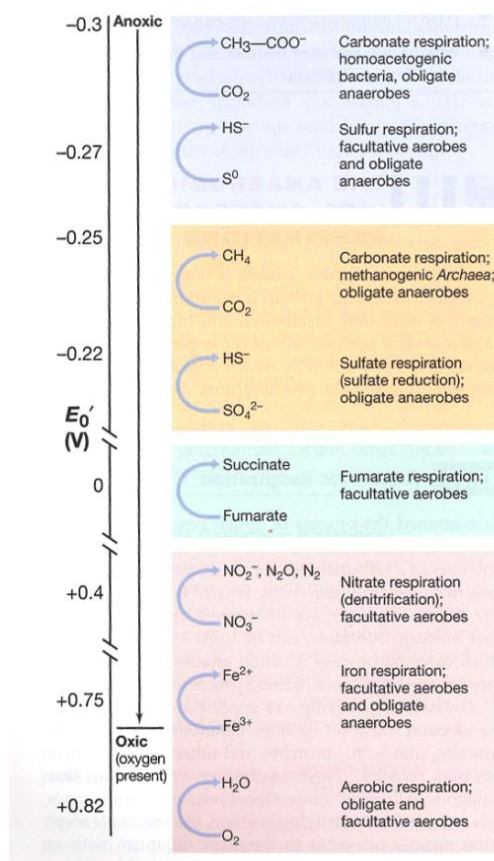 −0.3
Anoxic
CH₃—COO⁻
CO₂
Carbonate respiration;
homoacetogenic
bacteria, obligate
anaerobes
−0.27
HS⁻
S⁰
Sulfur respiration;
facultative aerobes
and obligate
anaerobes
−0.25
CH₄
CO₂
Carbonate respiration;
methanogenic Archaea;
obligate anaerobes
−0.22
HS⁻
SO₄²⁻
Sulfate respiration
(sulfate reduction);
obligate anaerobes
E₀′
(V)
0
Succinate
Fumarate
Fumarate respiration;
facultative aerobes
+0.4
NO₂⁻, N₂O, N₂
NO₃⁻
Nitrate respiration
(denitrification);
facultative aerobes
+0.75
Fe²⁺
Fe³⁺
Iron respiration;
facultative aerobes
and obligate
anaerobes
Oxic
(oxygen
present)
+0.82
H₂O
O₂
Aerobic respiration;
obligate and
facultative aerobes